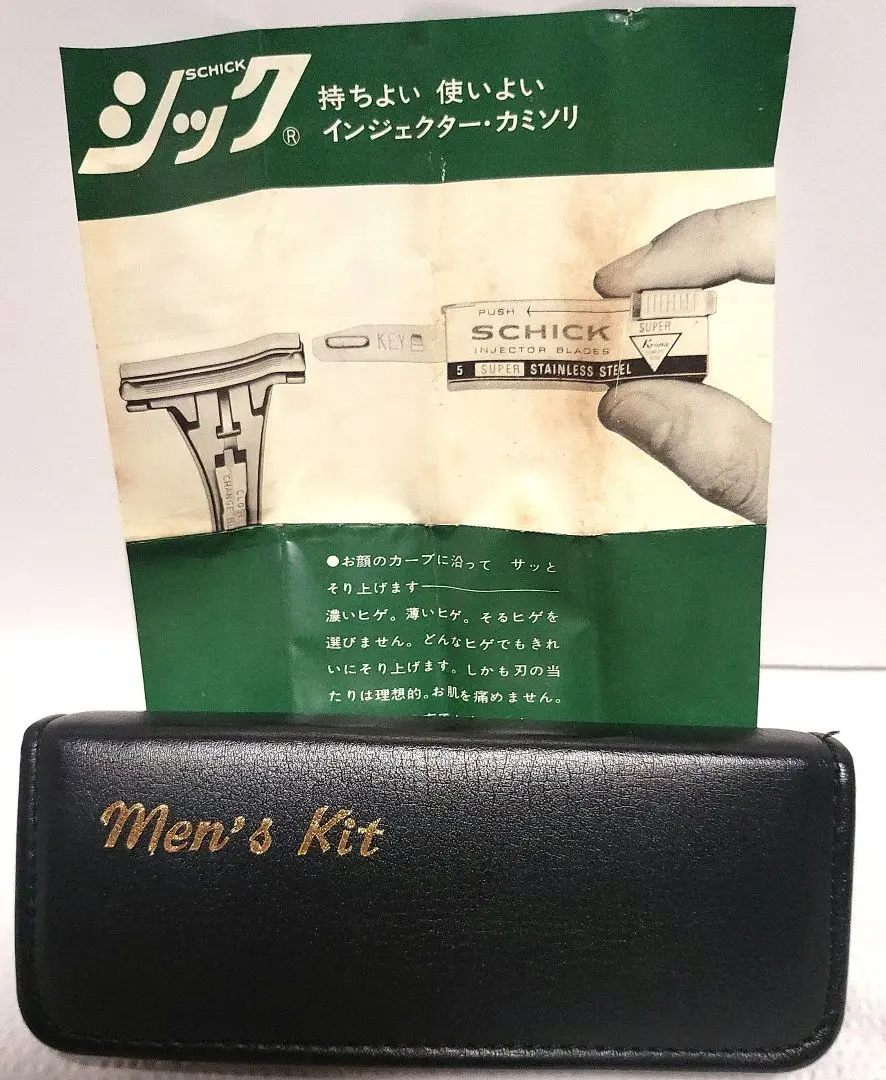 SCHICK
シック®
持ちよい 使いよい
インジェクター・カミソリ
PUSH
KEY
SCHICK
INJECTOR BLADES
SUPER
Krona
5 SUPER STAINLESS STEEL
CHANGE
●お顔のカーブに沿って サッと
そり上げます――――
濃いヒゲ。薄いヒゲ。そるヒゲを
選びません。どんなヒゲでもきれ
いにそり上げます。しかも刃の当
たりは理想的。お肌を痛めません。
Men's Kit